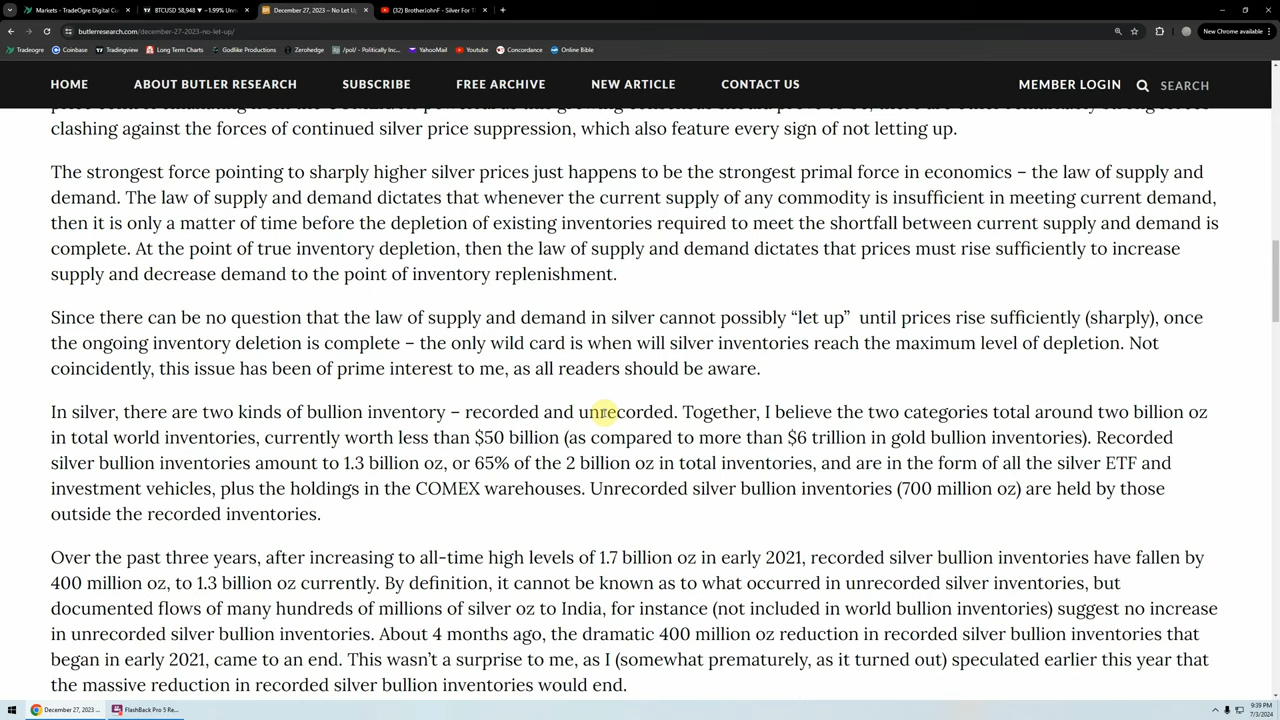 Markets - TradeOgre Digital Cu
BTCUSD 58,948 ▼ −1.99% Unn
December 27, 2023 – No Let Up
(32) BrotherJohnF - Silver For T
butlerresearch.com/december-27-2023-no-let-up/
New Chrome available
Tradeogre
Coinbase
Tradingview
Long Term Charts
Godlike Productions
Zerohedge
/pol/ - Politically Inc...
YahooMail
Youtube
Concordance
Online Bible
HOME
ABOUT BUTLER RESEARCH
SUBSCRIBE
FREE ARCHIVE
NEW ARTICLE
CONTACT US
MEMBER LOGIN
SEARCH
clashing against the forces of continued silver price suppression, which also feature every sign of not letting up.
The strongest force pointing to sharply higher silver prices just happens to be the strongest primal force in economics – the law of supply and
demand. The law of supply and demand dictates that whenever the current supply of any commodity is insufficient in meeting current demand,
then it is only a matter of time before the depletion of existing inventories required to meet the shortfall between current supply and demand is
complete. At the point of true inventory depletion, then the law of supply and demand dictates that prices must rise sufficiently to increase
supply and decrease demand to the point of inventory replenishment.
Since there can be no question that the law of supply and demand in silver cannot possibly “let up” until prices rise sufficiently (sharply), once
the ongoing inventory deletion is complete – the only wild card is when will silver inventories reach the maximum level of depletion. Not
coincidently, this issue has been of prime interest to me, as all readers should be aware.
In silver, there are two kinds of bullion inventory – recorded and unrecorded. Together, I believe the two categories total around two billion oz
in total world inventories, currently worth less than $50 billion (as compared to more than $6 trillion in gold bullion inventories). Recorded
silver bullion inventories amount to 1.3 billion oz, or 65% of the 2 billion oz in total inventories, and are in the form of all the silver ETF and
investment vehicles, plus the holdings in the COMEX warehouses. Unrecorded silver bullion inventories (700 million oz) are held by those
outside the recorded inventories.
Over the past three years, after increasing to all-time high levels of 1.7 billion oz in early 2021, recorded silver bullion inventories have fallen by
400 million oz, to 1.3 billion oz currently. By definition, it cannot be known as to what occurred in unrecorded silver inventories, but
documented flows of many hundreds of millions of silver oz to India, for instance (not included in world bullion inventories) suggest no increase
in unrecorded silver bullion inventories. About 4 months ago, the dramatic 400 million oz reduction in recorded silver bullion inventories that
began in early 2021, came to an end. This wasn’t a surprise to me, as I (somewhat prematurely, as it turned out) speculated earlier this year that
the massive reduction in recorded silver bullion inventories would end.
December 27, 2023 ...
FlashBack Pro 5 Re...
9:39 PM
7/3/2024